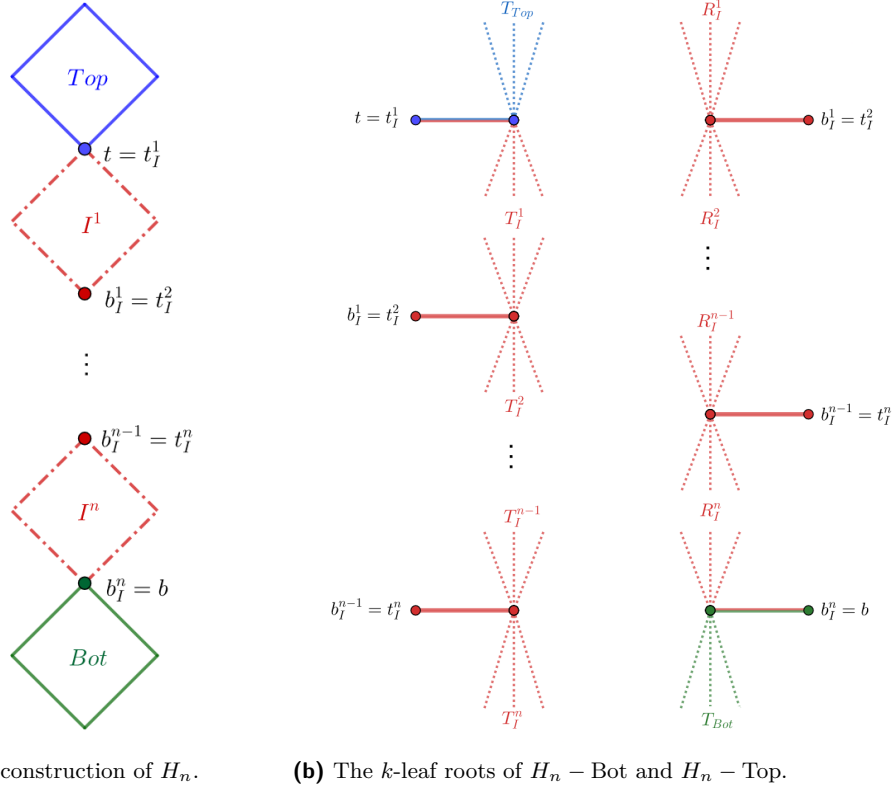 Top
t = t_I^1
I^1
b_I^1 = t_I^2
⋮
b_I^{n-1} = t_I^n
I^n
b_I^n = b
Bot
construction of H_n.
T_{Top}
t = t_I^1
T_I^1
b_I^1 = t_I^2
T_I^2
⋮
T_I^{n-1}
b_I^{n-1} = t_I^n
T_I^n
R_I^1
b_I^1 = t_I^2
R_I^2
⋮
R_I^{n-1}
b_I^{n-1} = t_I^n
R_I^n
b_I^n = b
T_{Bot}
(b) The k-leaf roots of H_n − Bot and H_n − Top.